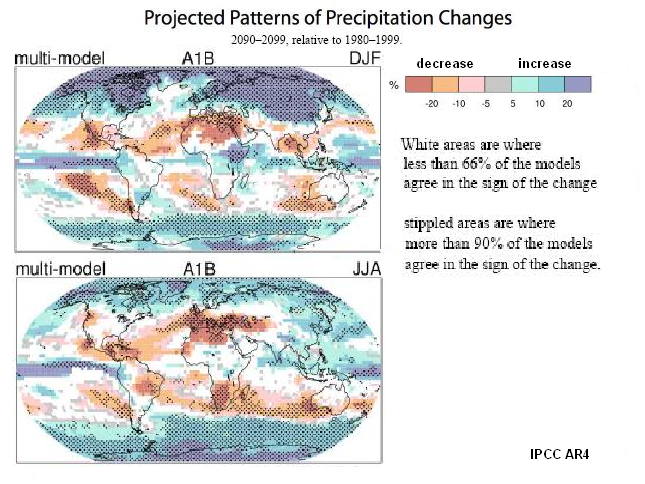 Projected Patterns of Precipitation Changes
2090–2099, relative to 1980–1999.
multi-model A1B DJF
decrease increase
%
-20 -10 -5 5 10 20
White areas are where
less than 66% of the models
agree in the sign of the change
stippled areas are where
more than 90% of the models
agree in the sign of the change.
multi-model A1B JJA
IPCC AR4